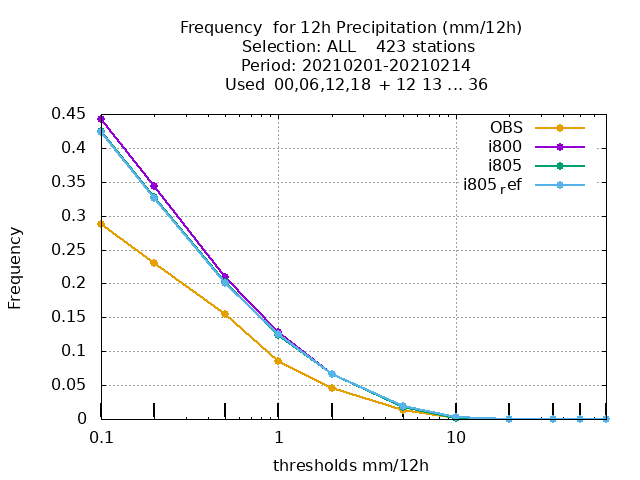 Frequency  for 12h Precipitation (mm/12h)
Selection: ALL    423 stations
Period: 20210201-20210214
Used  00,06,12,18  + 12 13 ... 36
0.45
OBS
0.4
i800
i805
0.35
i805ref
0.3
0.25
Frequency
0.2
0.15
0.1
0.05
0
0.1
1
10
thresholds mm/12h